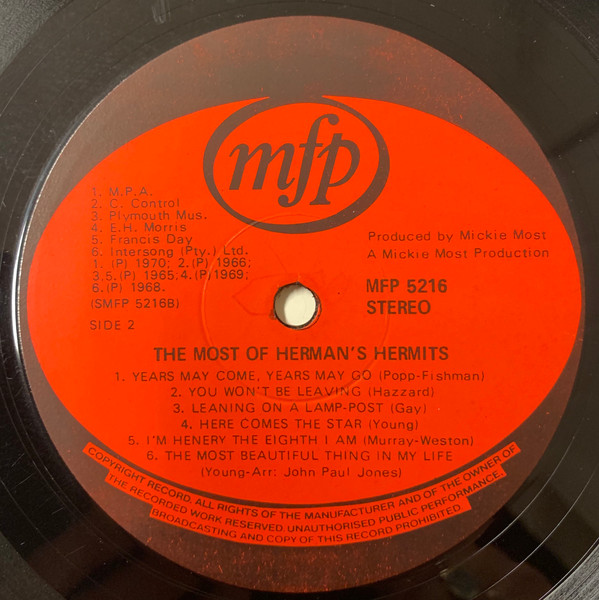 mfp
1. M.P.A.
2. C. Control
3. Plymouth Mus.
4. E.H. Morris
5. Francis Day
6. Intersong (Pty.) Ltd.
1. (P) 1970; 2.(P) 1966;
3,5.(P) 1965,4.(P) 1969;
6.(P) 1968.
(SMFP 5216B)
SIDE 2
Produced by Mickie Most
A Mickie Most Production
MFP 5216
STEREO
THE MOST OF HERMAN'S HERMITS
1. YEARS MAY COME, YEARS MAY GO (Popp-Fishman)
2. YOU WON'T BE LEAVING (Hazzard)
3. LEANING ON A LAMP-POST (Gay)
4. HERE COMES THE STAR (Young)
5. I'M HENERY THE EIGHTH I AM (Murray-Weston)
6. THE MOST BEAUTIFUL THING IN MY LIFE
(Young-Arr: John Paul Jones)
COPYRIGHT RECORD. ALL RIGHTS OF THE MANUFACTURER AND OF THE OWNER OF
THE RECORDED WORK RESERVED. UNAUTHORISED PUBLIC PERFORMANCE,
BROADCASTING AND COPY OF THIS RECORD PROHIBITED.